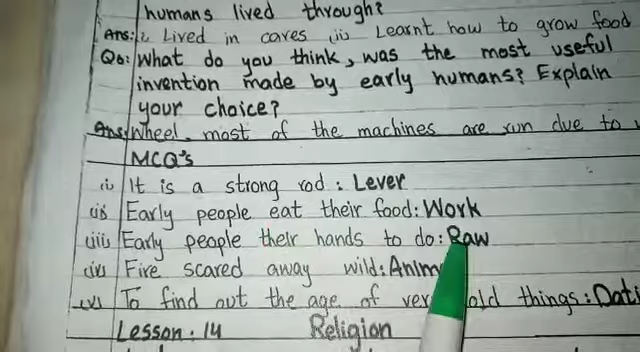 humans lived through?
Ans: i, Lived in caves (ii Learnt how to grow food
Q6: What do you think, was the most useful
invention made by early humans? Explain
your choice?
Ans: Wheel, most of the machines are run due to
MCQ's
(i, It is a strong rod : Lever
(ii, Early people eat their food: Work
(iii, Early people their hands to do: Raw
(iv, Fire scared away wild: Anim
(v, To find out the age of very old things: Dati
Lesson: 14 Religion